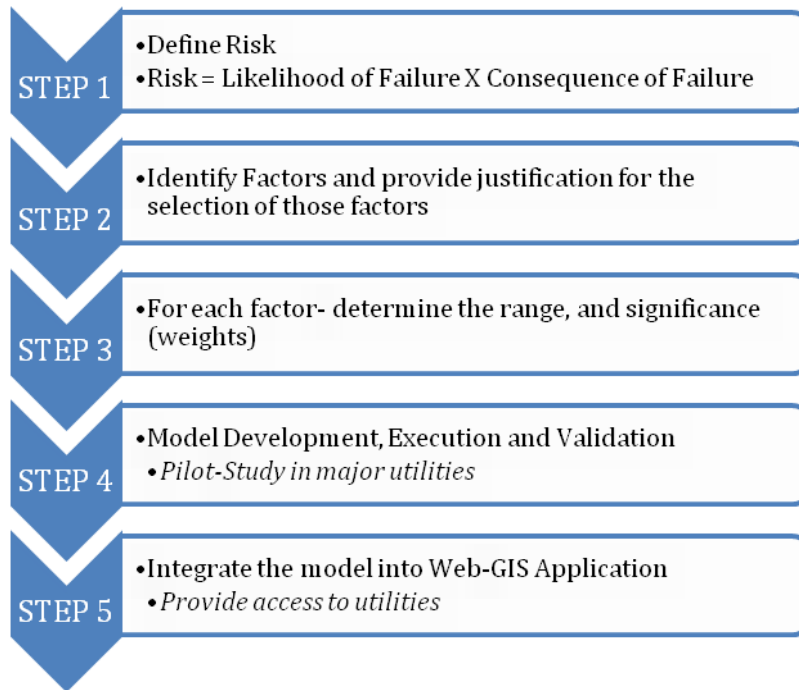 STEP 1
•Define Risk
•Risk = Likelihood of Failure X Consequence of Failure
STEP 2
•Identify Factors and provide justification for the
selection of those factors
STEP 3
•For each factor- determine the range, and significance
(weights)
STEP 4
•Model Development, Execution and Validation
•Pilot-Study in major utilities
STEP 5
•Integrate the model into Web-GIS Application
•Provide access to utilities